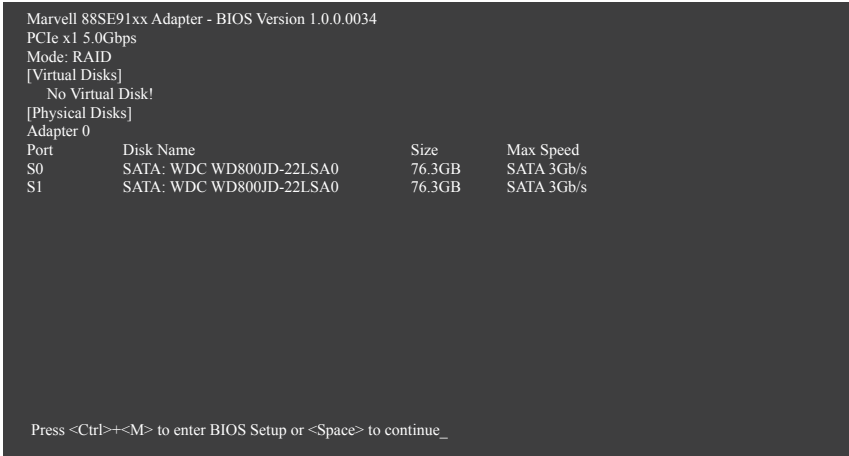 Marvell 88SE91xx Adapter - BIOS Version 1.0.0.0034
PCIe x1 5.0Gbps
Mode: RAID
[Virtual Disks]
No Virtual Disk!
[Physical Disks]
Adapter 0
Port Disk Name Size Max Speed
S0 SATA: WDC WD800JD-22LSA0 76.3GB SATA 3Gb/s
S1 SATA: WDC WD800JD-22LSA0 76.3GB SATA 3Gb/s
Press <Ctrl>+<M> to enter BIOS Setup or <Space> to continue_